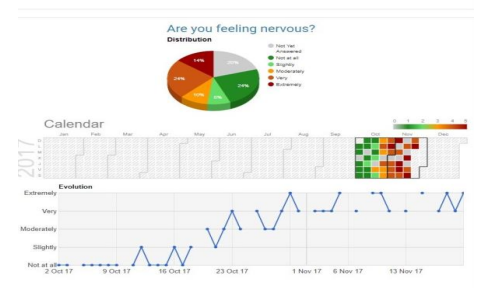 Are you feeling nervous?
Distribution
Not Yet
Answered
Not at all
Slightly
Moderately
Very
Extremely
14%
24%
24%
10%
Calendar
0 1 2 3 4 5
Jan Feb Mar Apr May Jun Jul Aug Sep Oct Nov Dec
2017
Evolution
Extremely
Very
Moderately
Slightly
Not at all
2 Oct 17 9 Oct 17 16 Oct 17 23 Oct 17 1 Nov 17 6 Nov 17 13 Nov 17